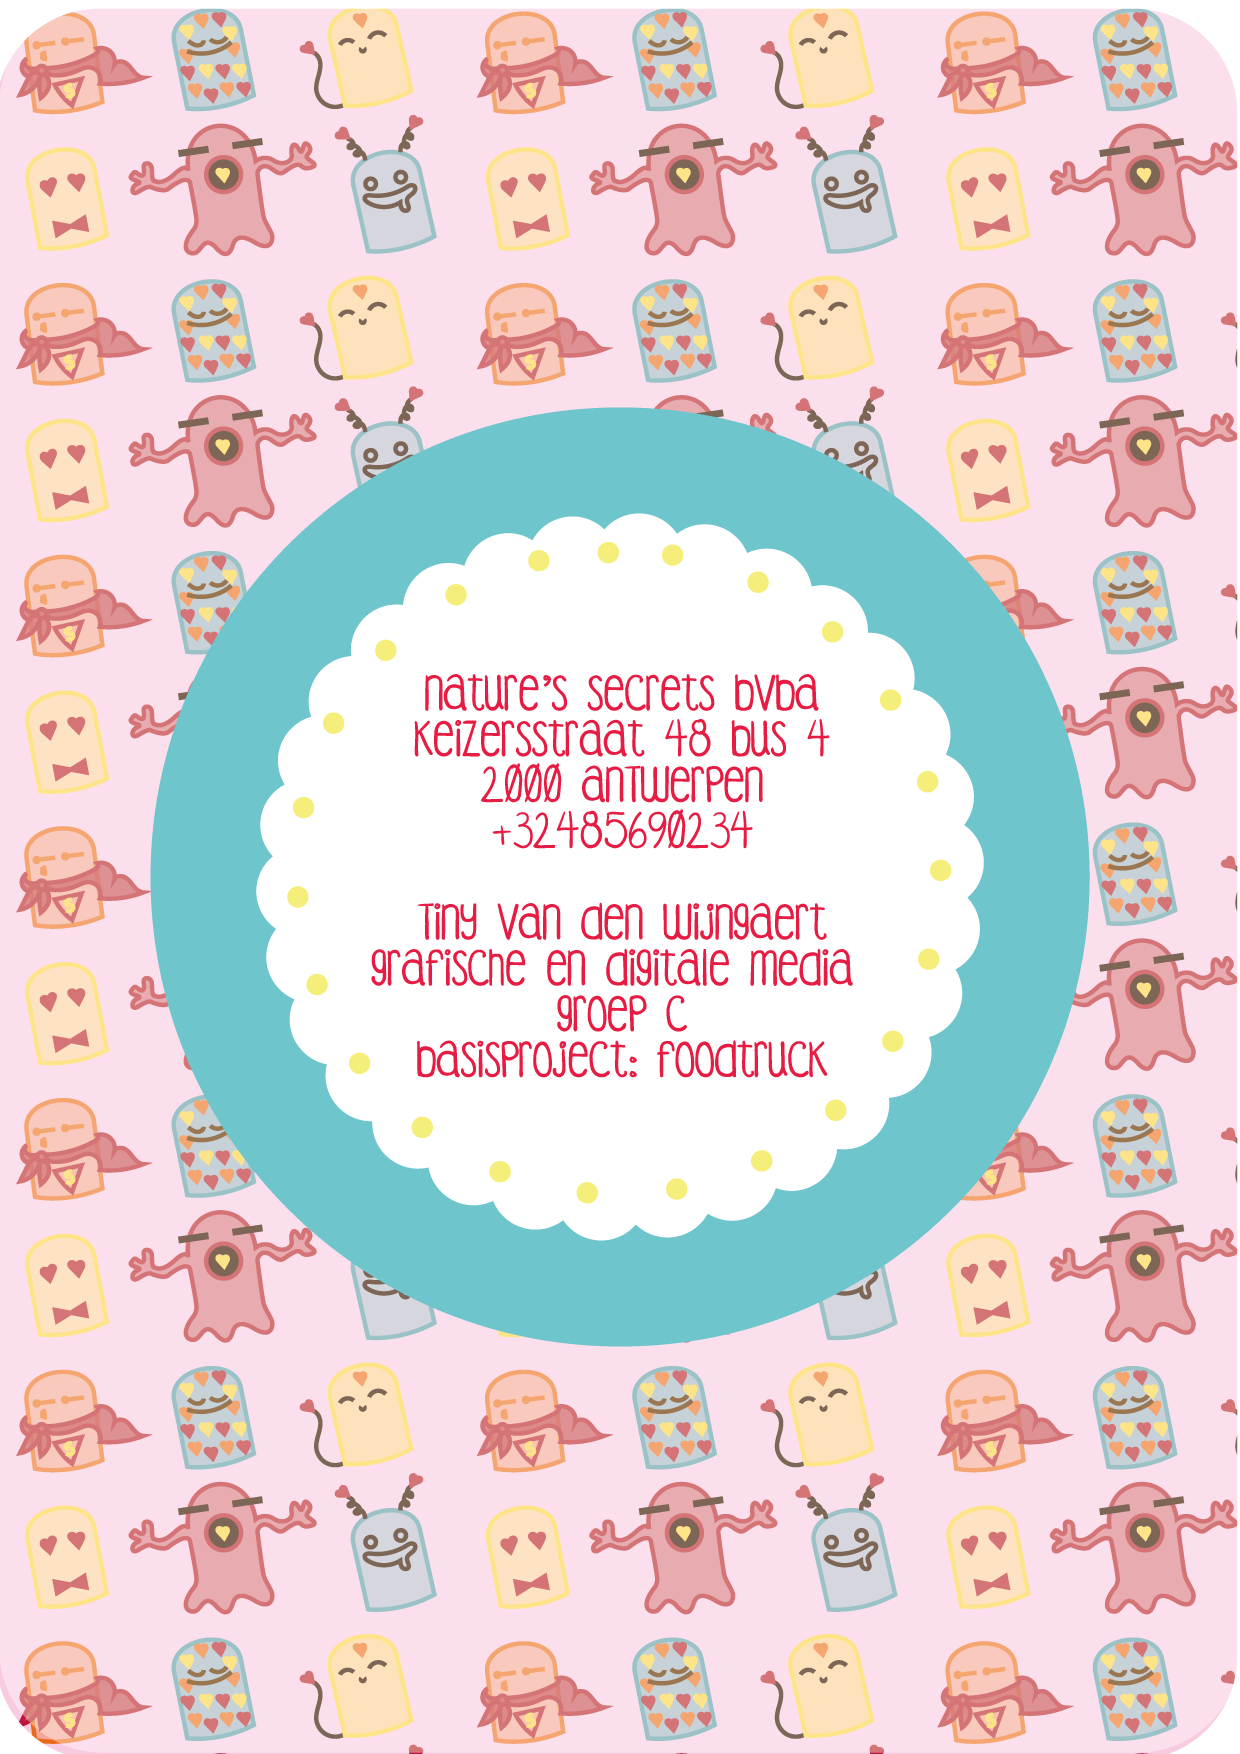 nature's secrets bvba
keizersstraat 48 bus 4
2000 antwerpen
+32485690234
Tiny van den wijngaert
grafische en digitale media
groep C
basisproject: foodtruck